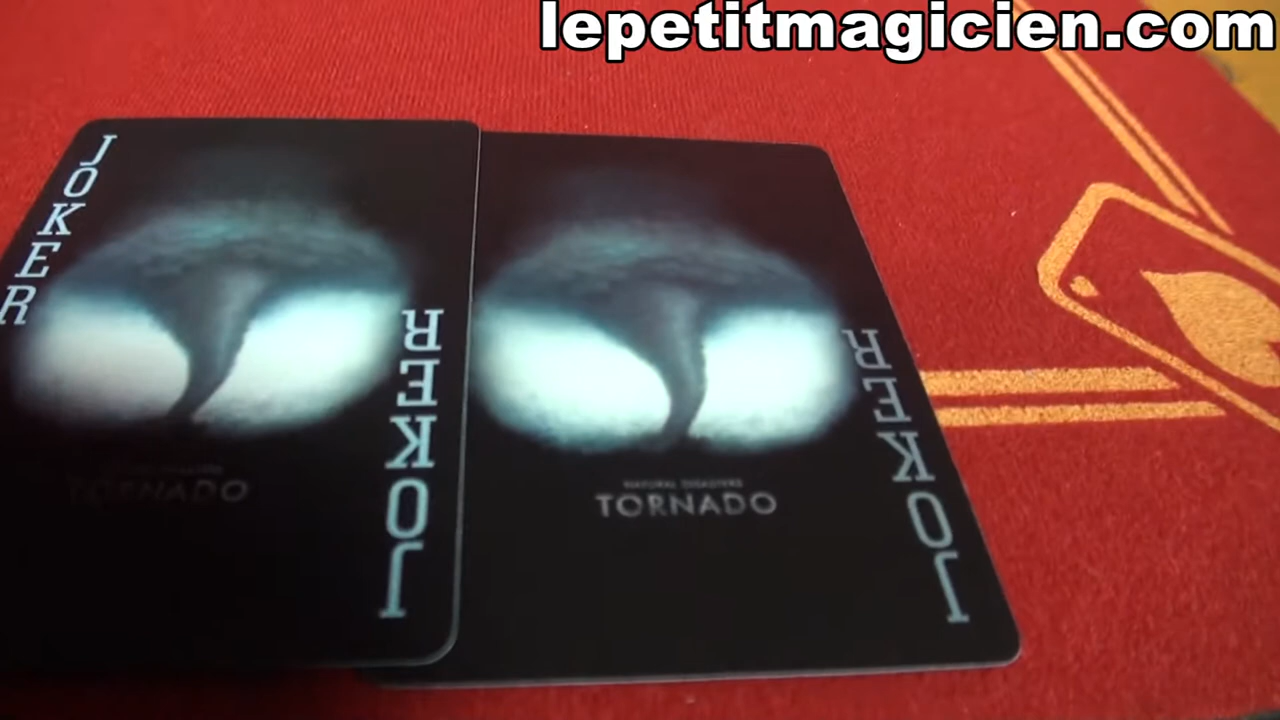 lepetitmagicien.com
JOKER
JOKER
TORNADO
NATURAL DISASTERS
TORNADO
JOKER